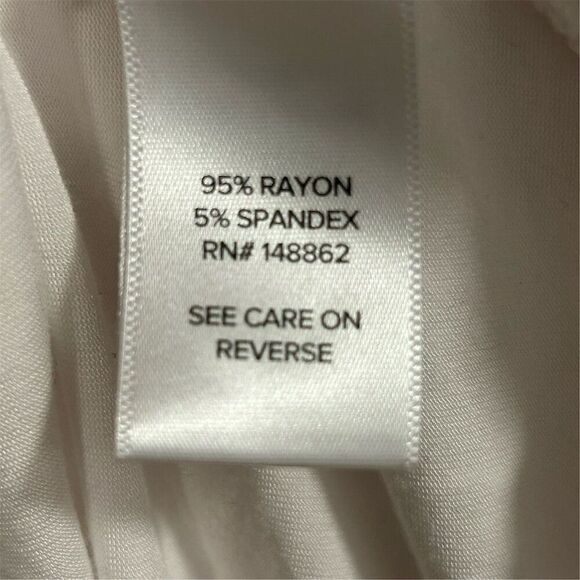 95% RAYON
5% SPANDEX
RN# 148862
SEE CARE ON
REVERSE